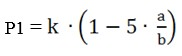 P1 = k · (1 − 5 · a/b)